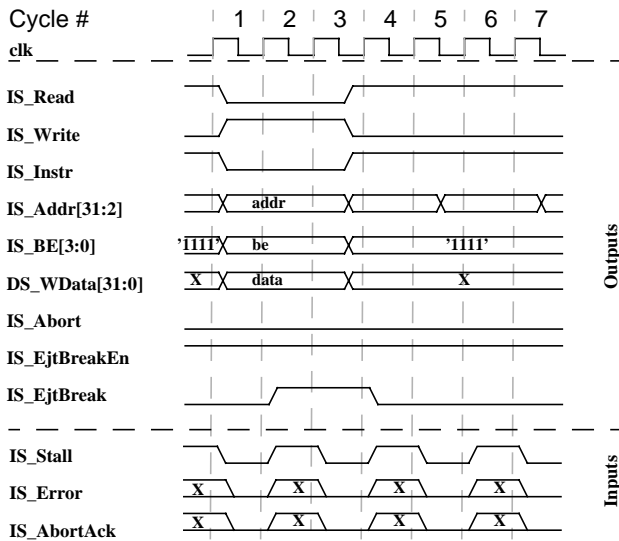 Cycle # 1 2 3 4 5 6 7
clk
IS_Read
IS_Write
IS_Instr
IS_Addr[31:2] addr
IS_BE[3:0] '1111' be '1111'
DS_WData[31:0] X data X
IS_Abort
IS_EjtBreakEn
IS_EjtBreak
Outputs
IS_Stall
IS_Error X X X X
IS_AbortAck X X X X
Inputs